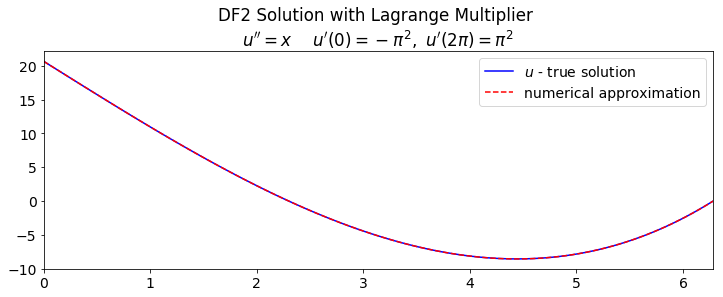 DF2 Solution with Lagrange Multiplier
u′′ = x u′(0) = − π², u′(2π) = π²
u - true solution
numerical approximation
20
15
10
5
0
−5
−10
0 1 2 3 4 5 6